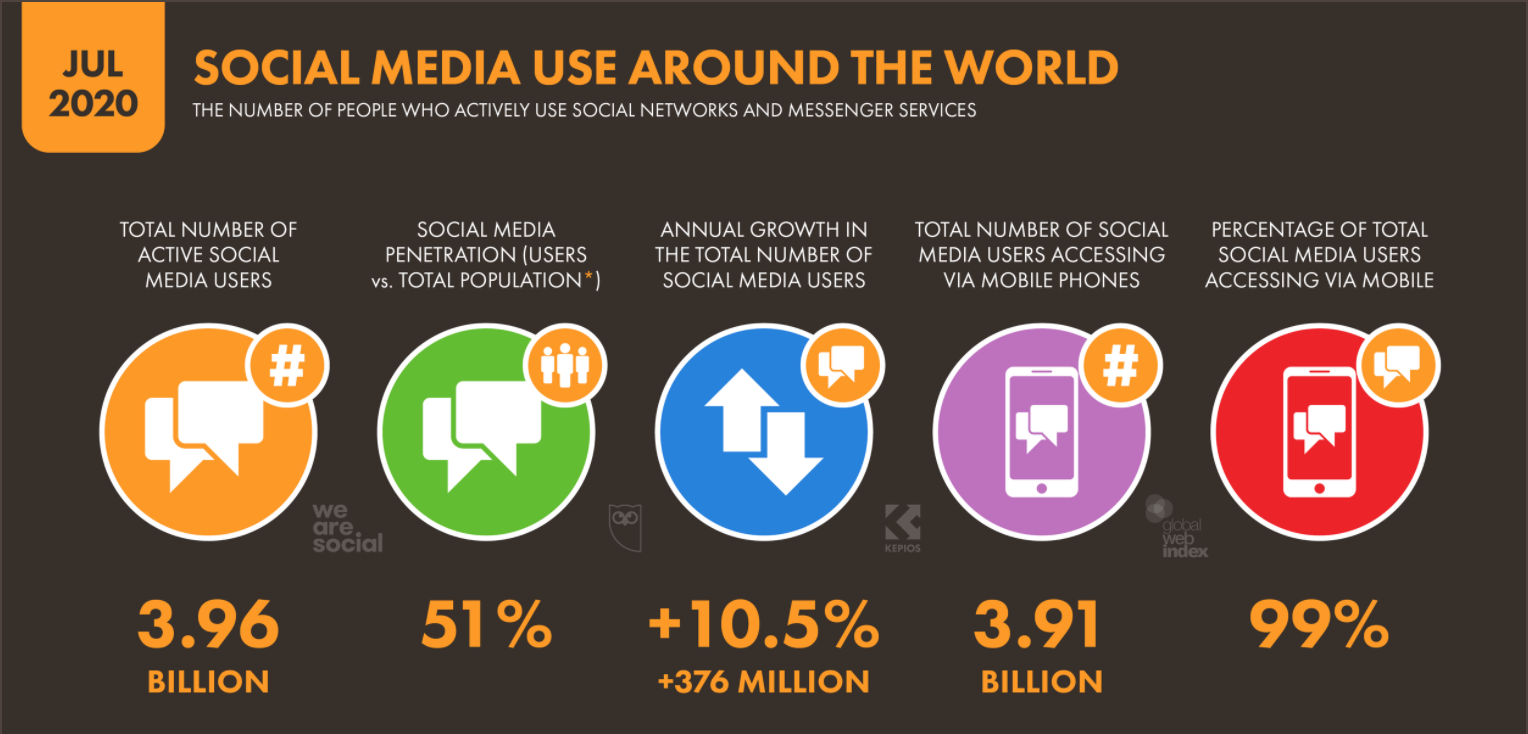 JUL
2020
SOCIAL MEDIA USE AROUND THE WORLD
THE NUMBER OF PEOPLE WHO ACTIVELY USE SOCIAL NETWORKS AND MESSENGER SERVICES
TOTAL NUMBER OF
ACTIVE SOCIAL
MEDIA USERS
SOCIAL MEDIA
PENETRATION (USERS
vs. TOTAL POPULATION*)
ANNUAL GROWTH IN
THE TOTAL NUMBER OF
SOCIAL MEDIA USERS
TOTAL NUMBER OF SOCIAL
MEDIA USERS ACCESSING
VIA MOBILE PHONES
PERCENTAGE OF TOTAL
SOCIAL MEDIA USERS
ACCESSING VIA MOBILE
#
#
we
are
social
KEPIOS
global
web
index
3.96
BILLION
51%
+10.5%
+376 MILLION
3.91
BILLION
99%